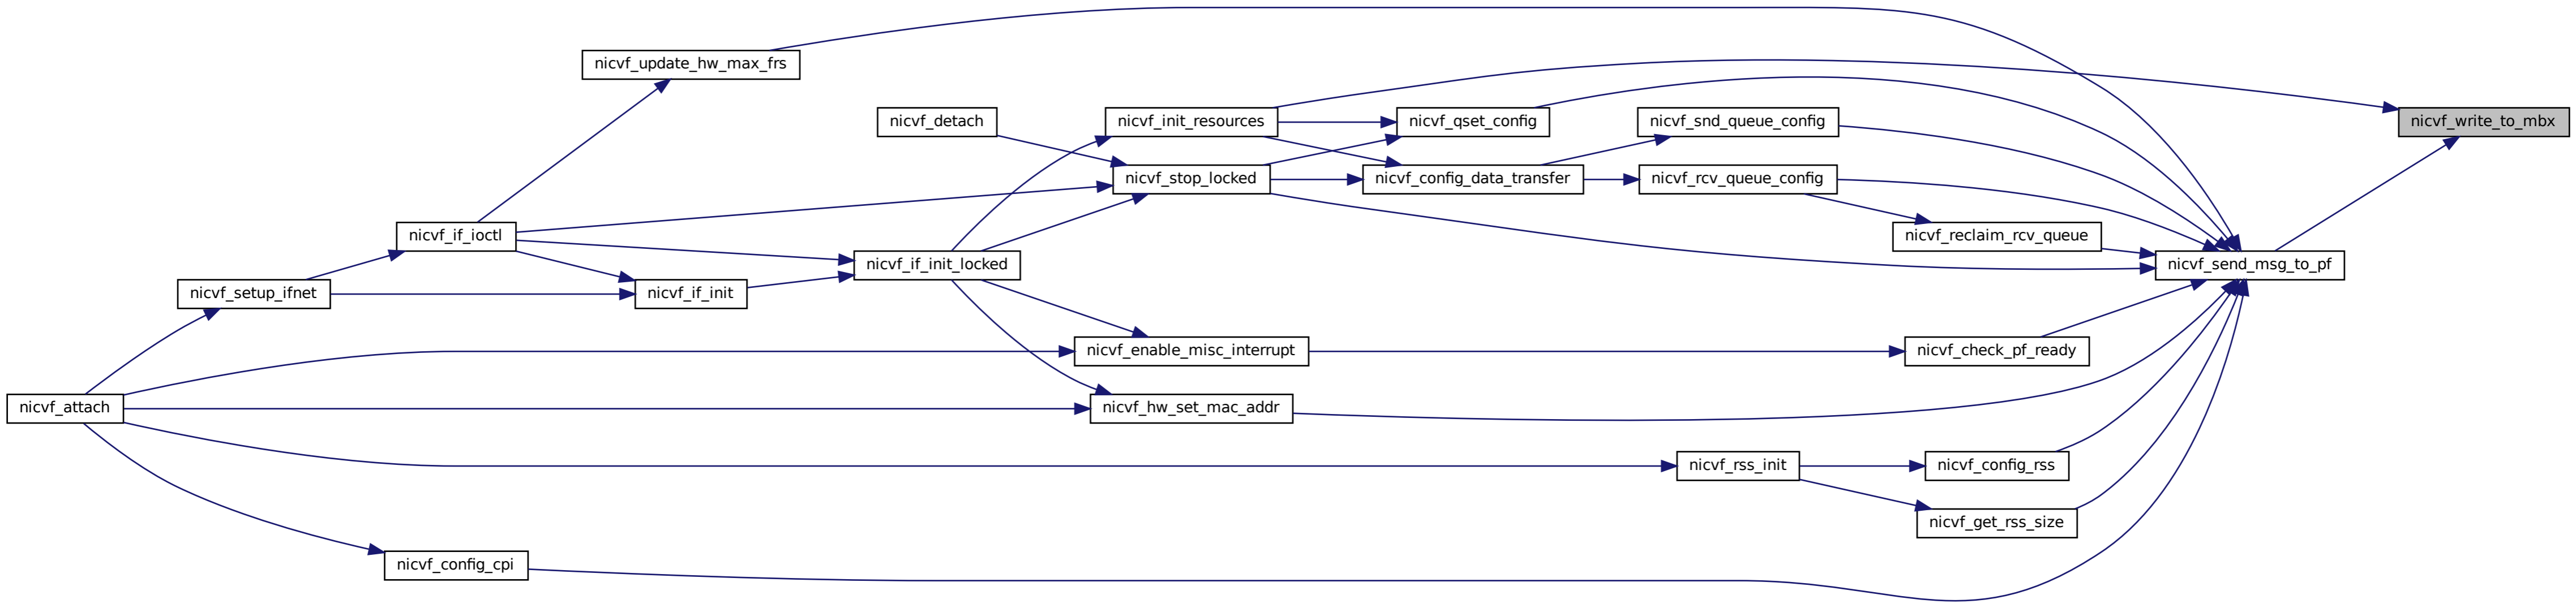 nicvf_update_hw_max_frs
nicvf_detach
nicvf_init_resources
nicvf_qset_config
nicvf_snd_queue_config
nicvf_write_to_mbx
nicvf_stop_locked
nicvf_config_data_transfer
nicvf_rcv_queue_config
nicvf_if_ioctl
nicvf_reclaim_rcv_queue
nicvf_if_init_locked
nicvf_send_msg_to_pf
nicvf_setup_ifnet
nicvf_if_init
nicvf_enable_misc_interrupt
nicvf_check_pf_ready
nicvf_attach
nicvf_hw_set_mac_addr
nicvf_rss_init
nicvf_config_rss
nicvf_get_rss_size
nicvf_config_cpi